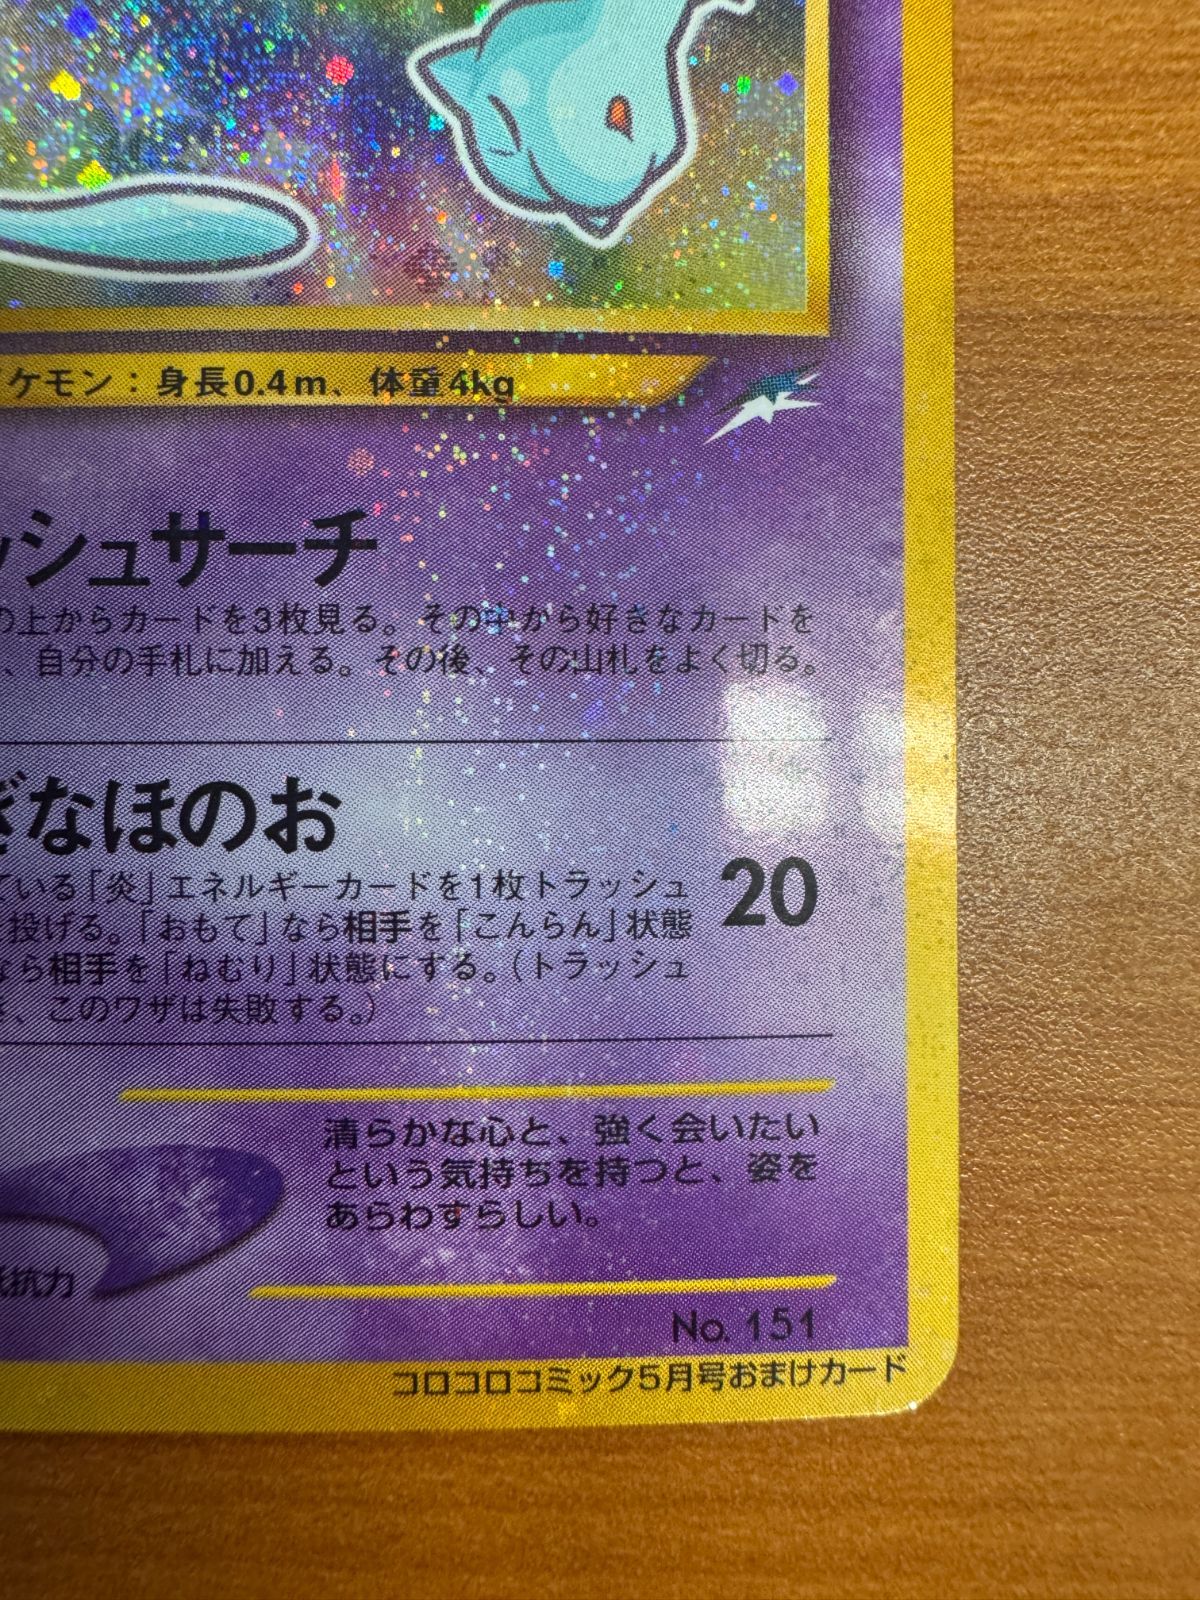 ケモン：身長0.4m、体重4kg
ッシュサーチ
の上からカードを3枚見る。その中から好きなカードを
、自分の手札に加える。その後、その山札をよく切る。
ぎなほのお
ている「炎」エネルギーカードを1枚トラッシュ
投げる。「おもて」なら相手を「こんらん」状態
なら相手を「ねむり」状態にする。（トラッシュ
、このワザは失敗する。）
20
清らかな心と、強く会いたい
という気持ちを持つと、姿を
あらわすらしい。
抵抗力
No. 151
コロコロコミック5月号おまけカード